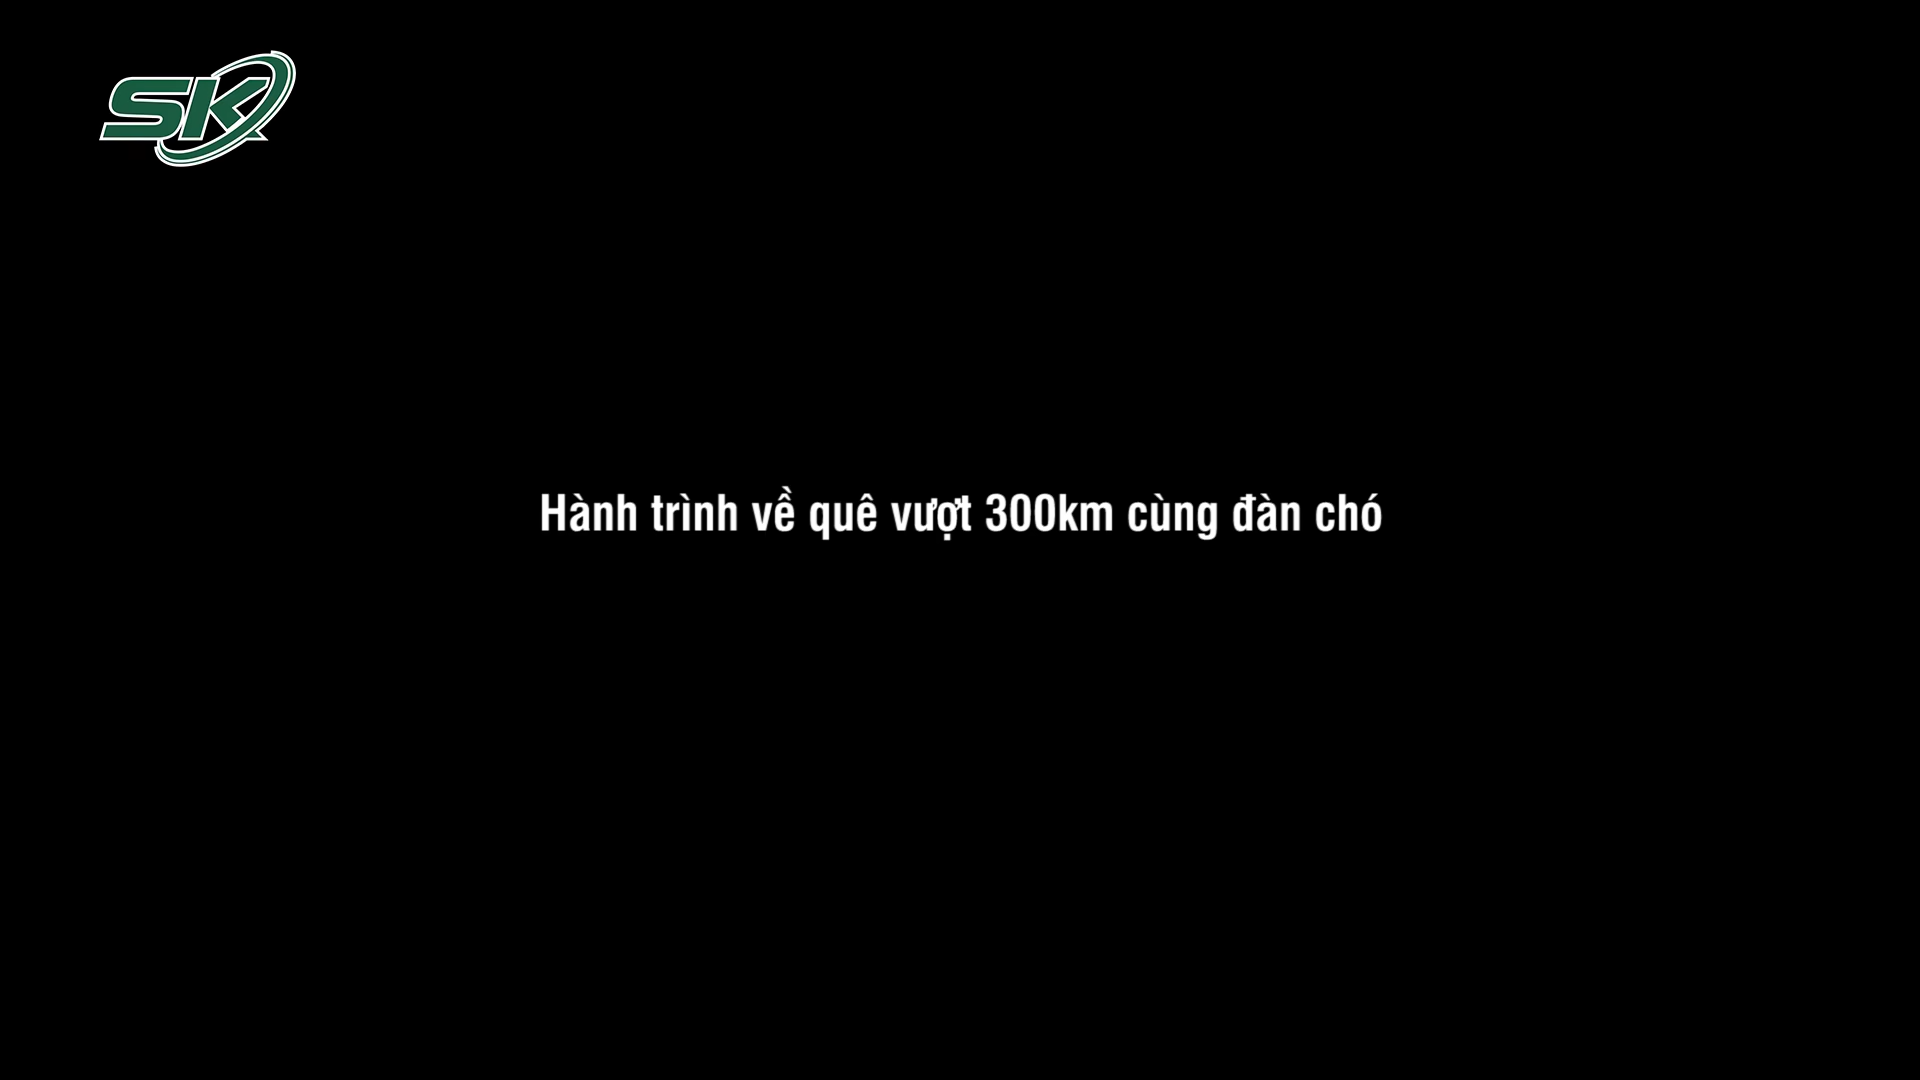 SK
Hành trình về quê vượt 300km cùng đàn chó